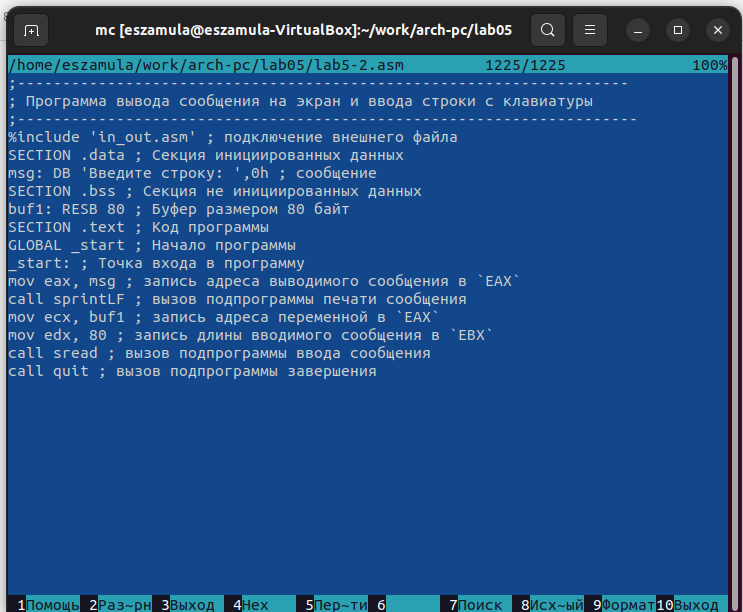 mc [eszamula@eszamula-VirtualBox]:~/work/arch-pc/lab05
/home/eszamula/work/arch-pc/lab05/lab5-2.asm 1225/1225 100%
;--------------------------------------------------------------------
; Программа вывода сообщения на экран и ввода строки с клавиатуры
;---------------------------------------------------------------------
%include 'in_out.asm' ; подключение внешнего файла
SECTION .data ; Секция инициированных данных
msg: DB 'Введите строку: ',0h ; сообщение
SECTION .bss ; Секция не инициированных данных
buf1: RESB 80 ; Буфер размером 80 байт
SECTION .text ; Код программы
GLOBAL _start ; Начало программы
_start: ; Точка входа в программу
mov eax, msg ; запись адреса выводимого сообщения в `EAX`
call sprintLF ; вызов подпрограммы печати сообщения
mov ecx, buf1 ; запись адреса переменной в `EAX`
mov edx, 80 ; запись длины вводимого сообщения в `EBX`
call sread ; вызов подпрограммы ввода сообщения
call quit ; вызов подпрограммы завершения
1Помощь 2Раз~рн 3Выход 4Hex 5Пер~ти 6 7Поиск 8Исх~ый 9Формат 10Выход